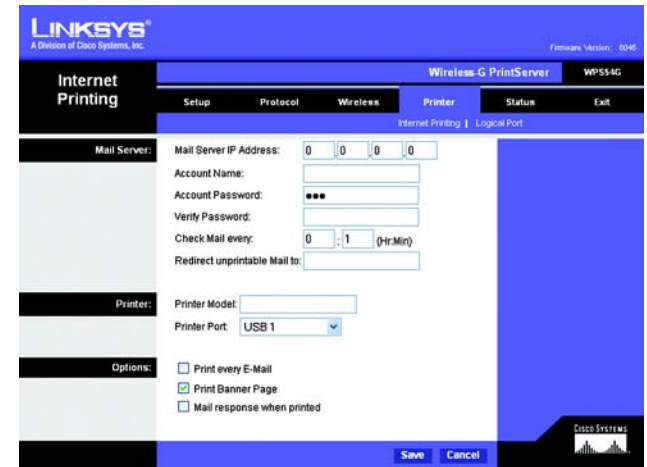 LINKSYS®
A Division of Cisco Systems, Inc.
Firmware Version: 6046
Internet Printing
Wireless-G PrintServer WPS54G
Setup Protocol Wireless Printer Status Exit
Internet Printing | Logical Port
Mail Server:
Mail Server IP Address: 0 . 0 . 0 . 0
Account Name:
Account Password: •••
Verify Password:
Check Mail every: 0 : 1 (Hr:Min)
Redirect unprintable Mail to:
Printer:
Printer Model:
Printer Port: USB 1
Options:
Print every E-Mail
Print Banner Page
Mail response when printed
Save Cancel
CISCO SYSTEMS